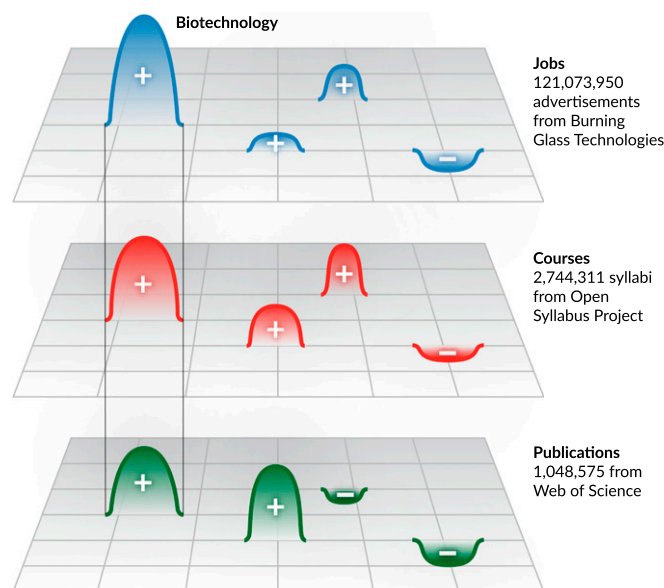 Biotechnology
Jobs
121,073,950
advertisements
from Burning
Glass Technologies
+
+
+
−
Courses
2,744,311 syllabi
from Open
Syllabus Project
+
+
+
−
Publications
1,048,575 from
Web of Science
+
−
+
−